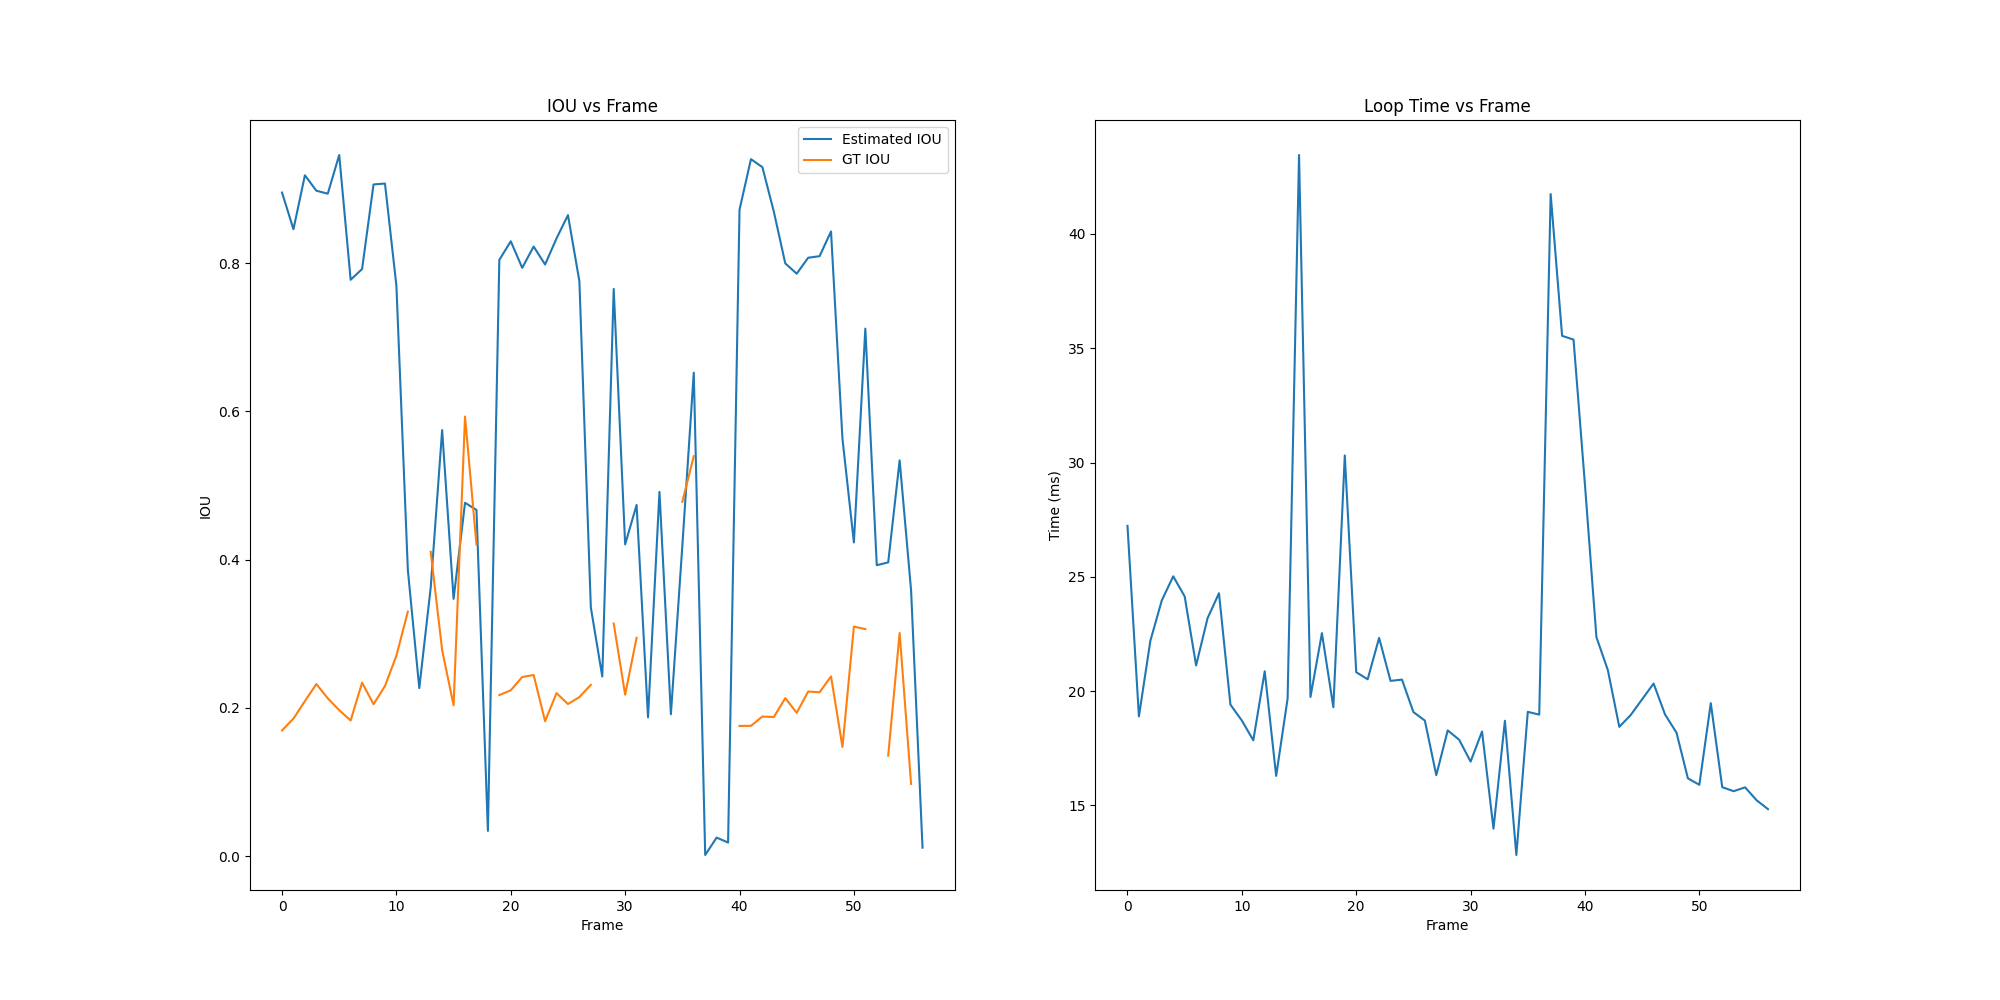 IOU vs Frame
Estimated IOU
GT IOU
IOU
0.8
0.6
0.4
0.2
0.0
0 10 20 30 40 50
Frame
Loop Time vs Frame
Time (ms)
40
35
30
25
20
15
0 10 20 30 40 50
Frame